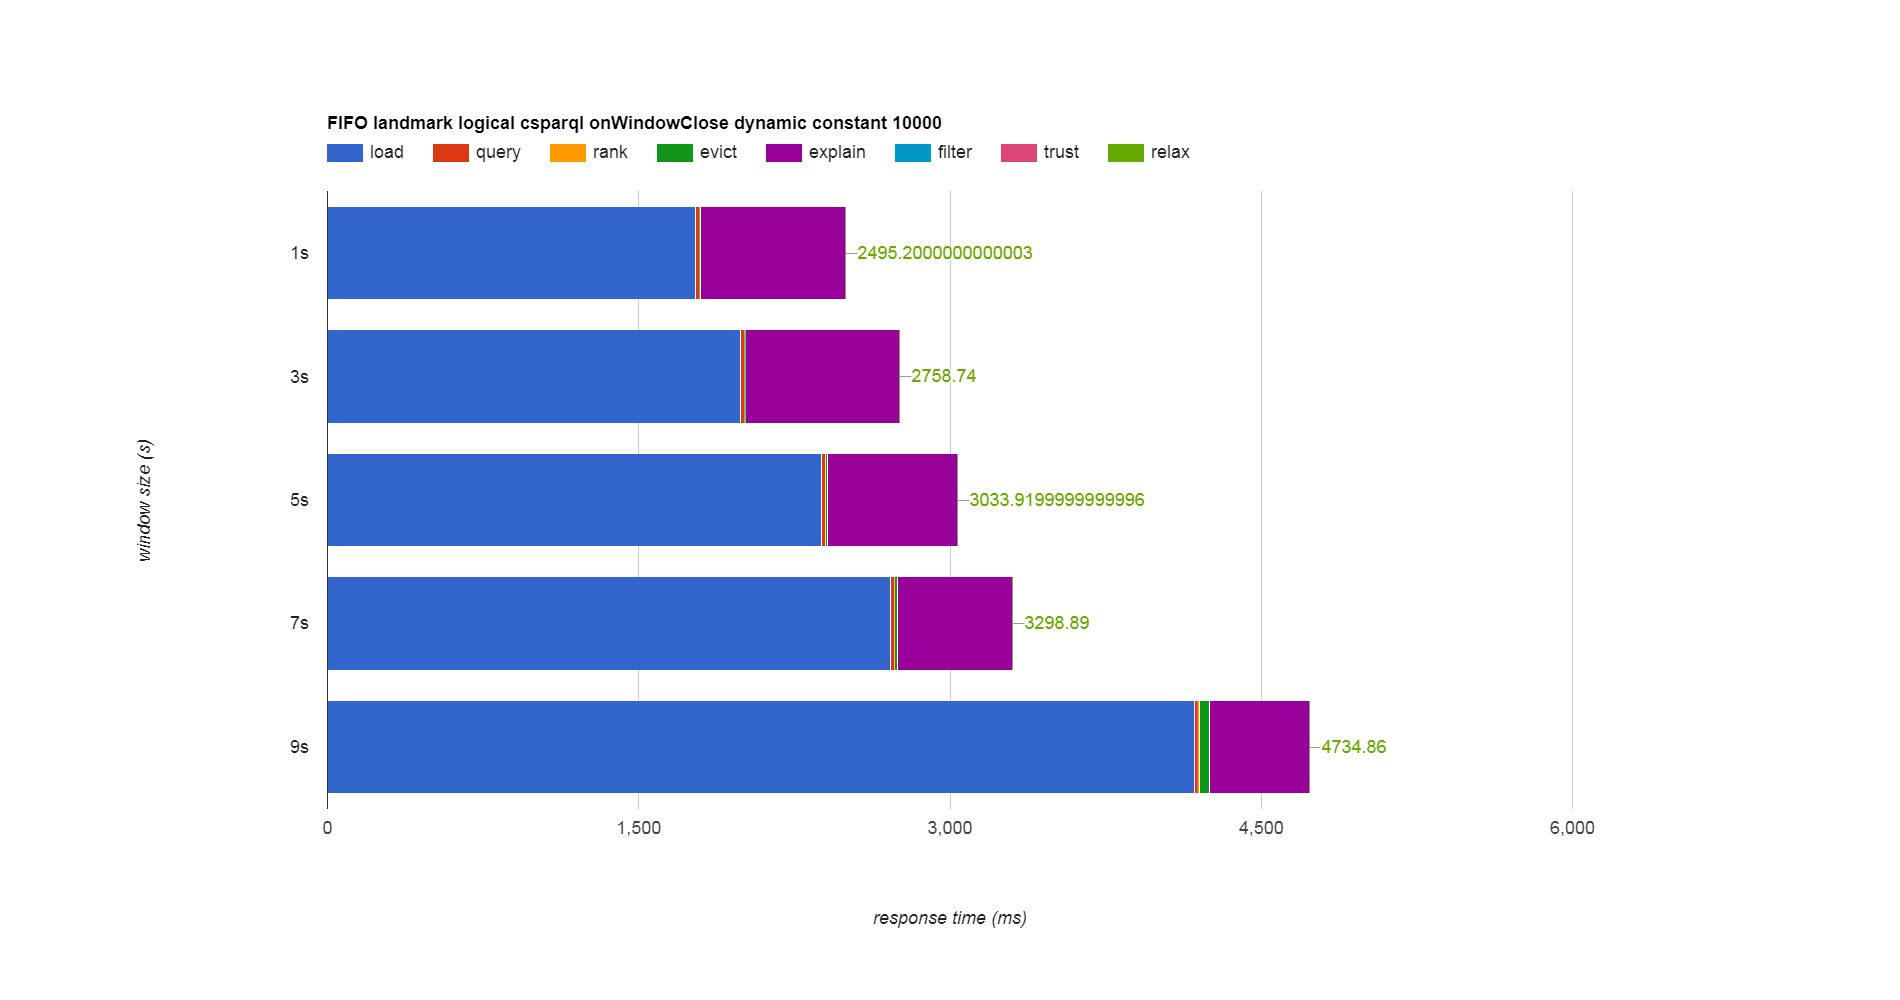 FIFO landmark logical csparql onWindowClose dynamic constant 10000
load query rank evict explain filter trust relax
1s 2495.2000000000003
3s 2758.74
5s 3033.9199999999996
7s 3298.89
9s 4734.86
window size (s)
0 1,500 3,000 4,500 6,000
response time (ms)